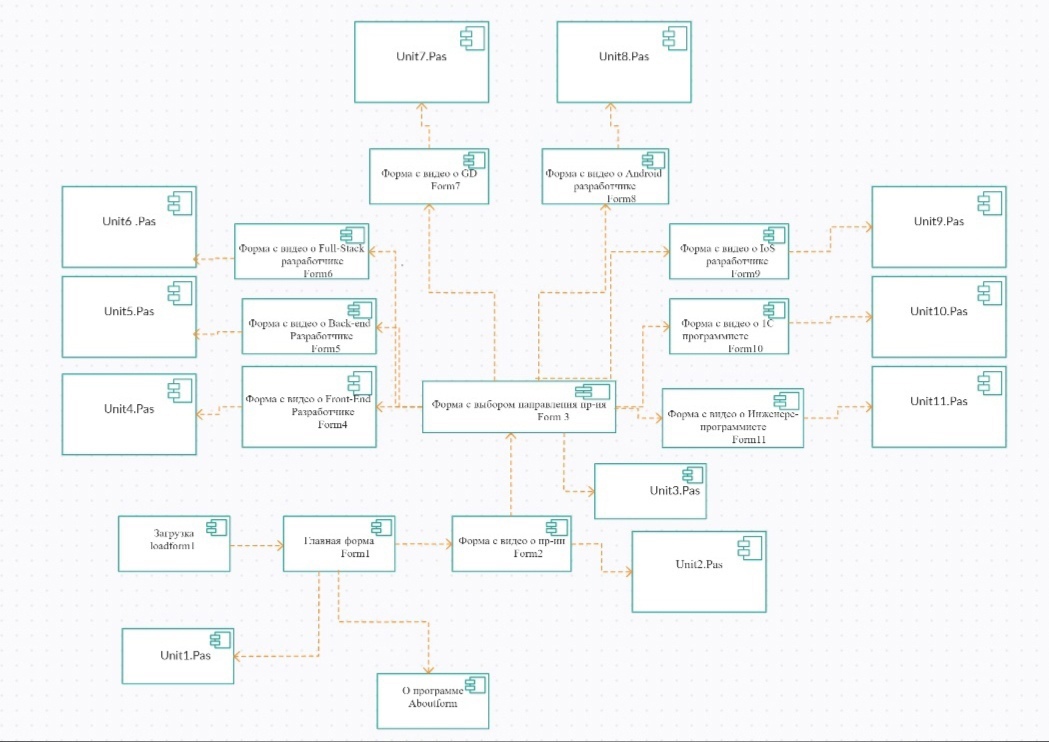 Unit7.Pas
Unit8.Pas
Форма с видео о GD
Form7
Форма с видео о Android
разработчике
Form8
Unit6 .Pas
Форма с видео о Full-Stack
разработчике
Form6
Форма с видео о IoS
разработчике
Form9
Unit9.Pas
Unit5.Pas
Форма с видео о Back-end
Разработчике
Form5
Форма с видео о 1С
программисте
Form10
Unit10.Pas
Unit4.Pas
Форма с видео о Front-End
Разработчике
Form4
Форма с выбором направления пр-ия
Form 3
Форма с видео о Инженере-
программисте
Form11
Unit11.Pas
Unit3.Pas
Загрузка
loadform1
Главная форма
Form1
Форма с видео о пр-ии
Form2
Unit2.Pas
Unit1.Pas
О программе
Aboutform